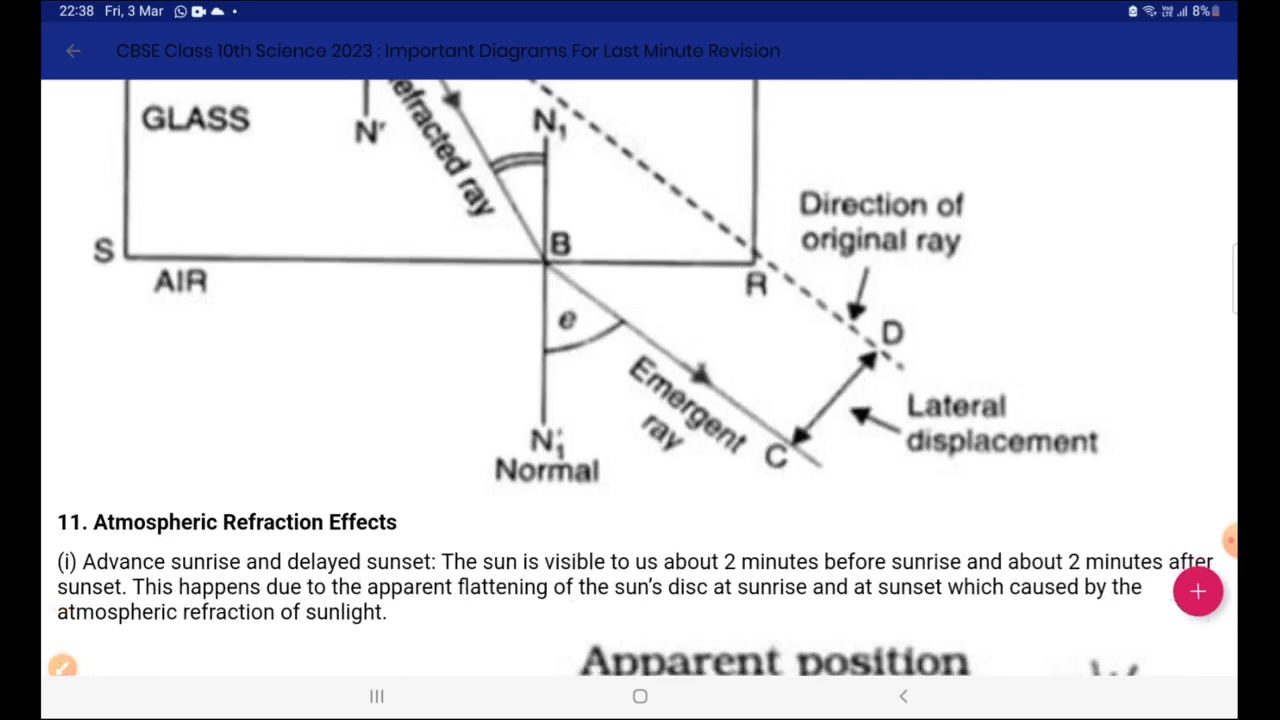 22:38 Fri, 3 Mar
8%
CBSE Class 10th Science 2023 : Important Diagrams For Last Minute Revision
GLASS
N'
efracted ray
N₁
Direction of
original ray
S
B
AIR
R
e
D
Emergent
ray
Lateral
displacement
C
N₁'
Normal
11. Atmospheric Refraction Effects
(i) Advance sunrise and delayed sunset: The sun is visible to us about 2 minutes before sunrise and about 2 minutes after
sunset. This happens due to the apparent flattening of the sun's disc at sunrise and at sunset which caused by the
atmospheric refraction of sunlight.
Apparent position